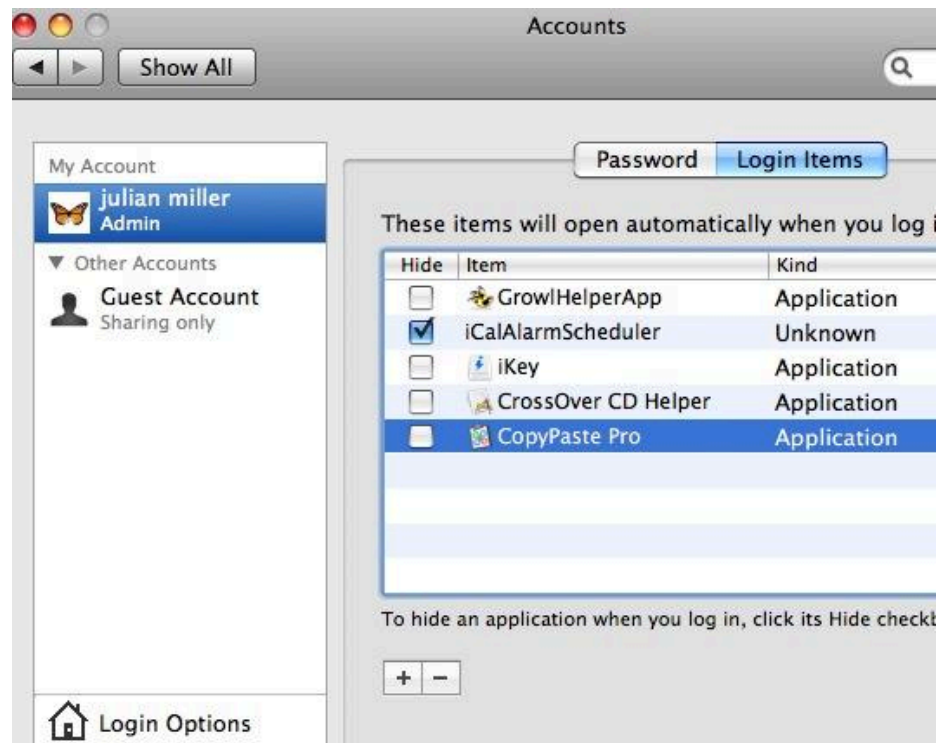 Accounts
Show All
My Account
julian miller
Admin
Other Accounts
Guest Account
Sharing only
Login Options
Password Login Items
These items will open automatically when you log
Hide Item Kind
GrowlHelperApp Application
iCalAlarmScheduler Unknown
iKey Application
CrossOver CD Helper Application
CopyPaste Pro Application
To hide an application when you log in, click its Hide
+ −